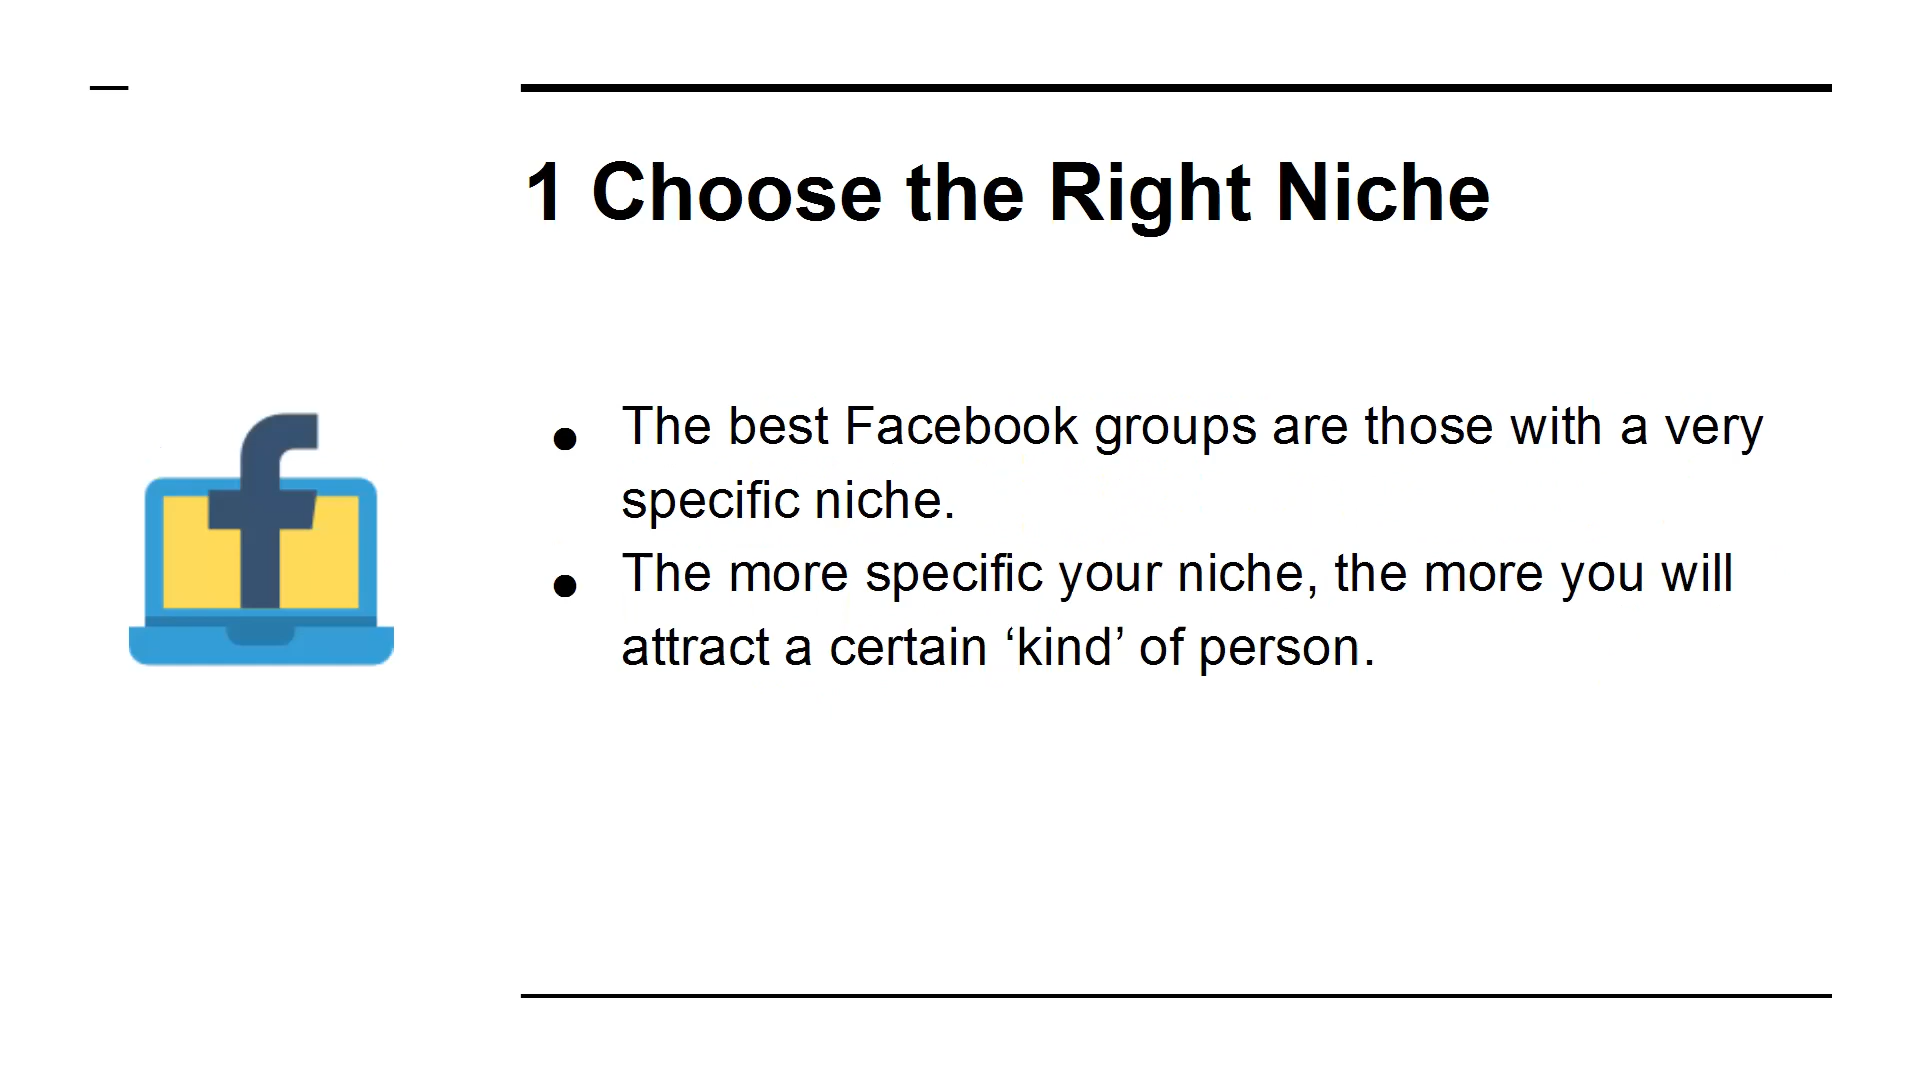 1 Choose the Right Niche
● The best Facebook groups are those with a very
specific niche.
● The more specific your niche, the more you will
attract a certain ‘kind’ of person.